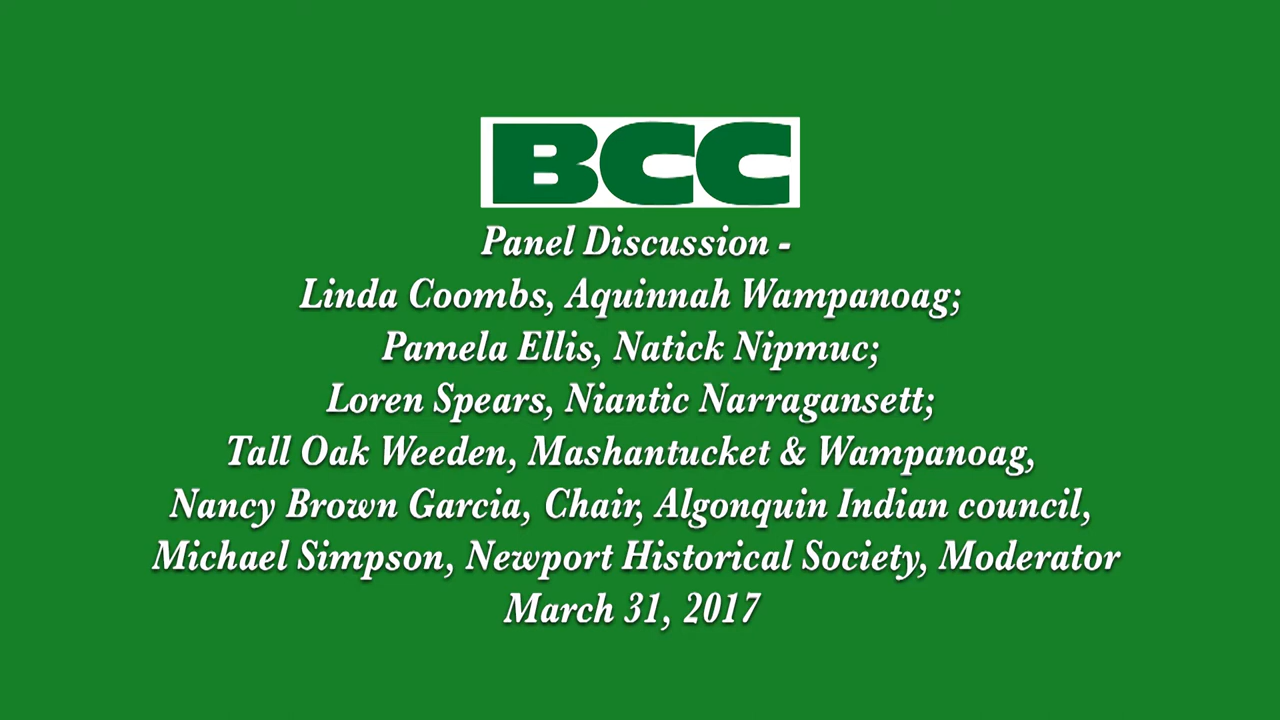 BCC
Panel Discussion -
Linda Coombs, Aquinnah Wampanoag;
Pamela Ellis, Natick Nipmuc;
Loren Spears, Niantic Narragansett;
Tall Oak Weeden, Mashantucket & Wampanoag,
Nancy Brown Garcia, Chair, Algonquin Indian council,
Michael Simpson, Newport Historical Society, Moderator
March 31, 2017